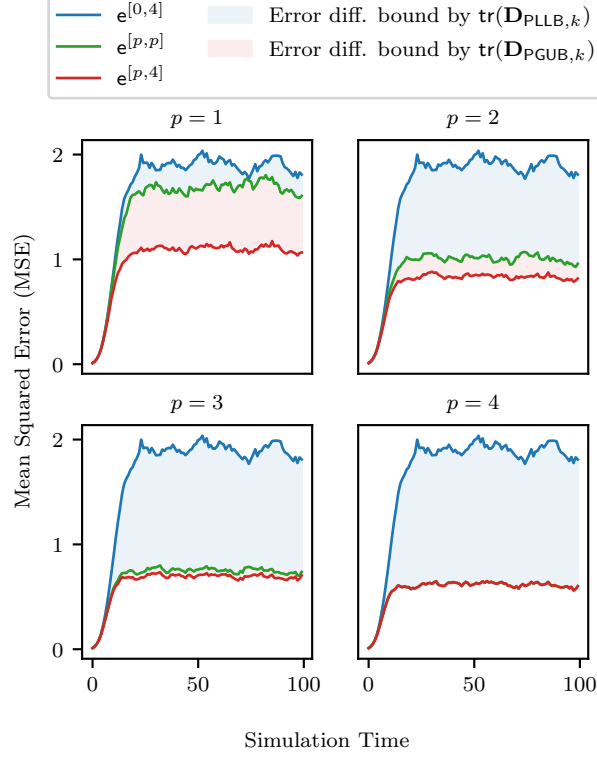 e^{[0,4]} Error diff. bound by tr(D_{PLLB,k})
e^{[p,p]} Error diff. bound by tr(D_{PGUB,k})
e^{[p,4]}
p = 1 p = 2
2
1
0
p = 3 p = 4
2
1
0
0 50 100 0 50 100
Mean Squared Error (MSE)
Simulation Time